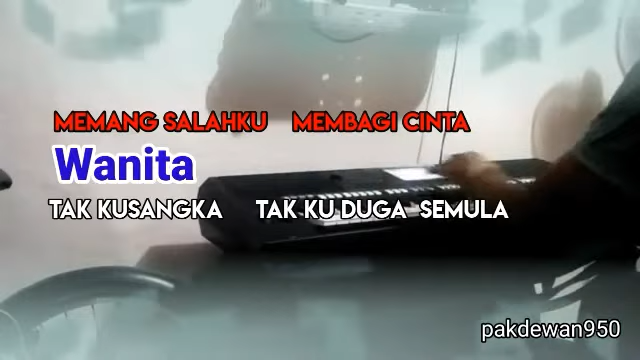 MEMANG SALAHKU MEMBAGI CINTA
Wanita
TAK KUSANGKA TAK KU DUGA SEMULA
pakdewan950